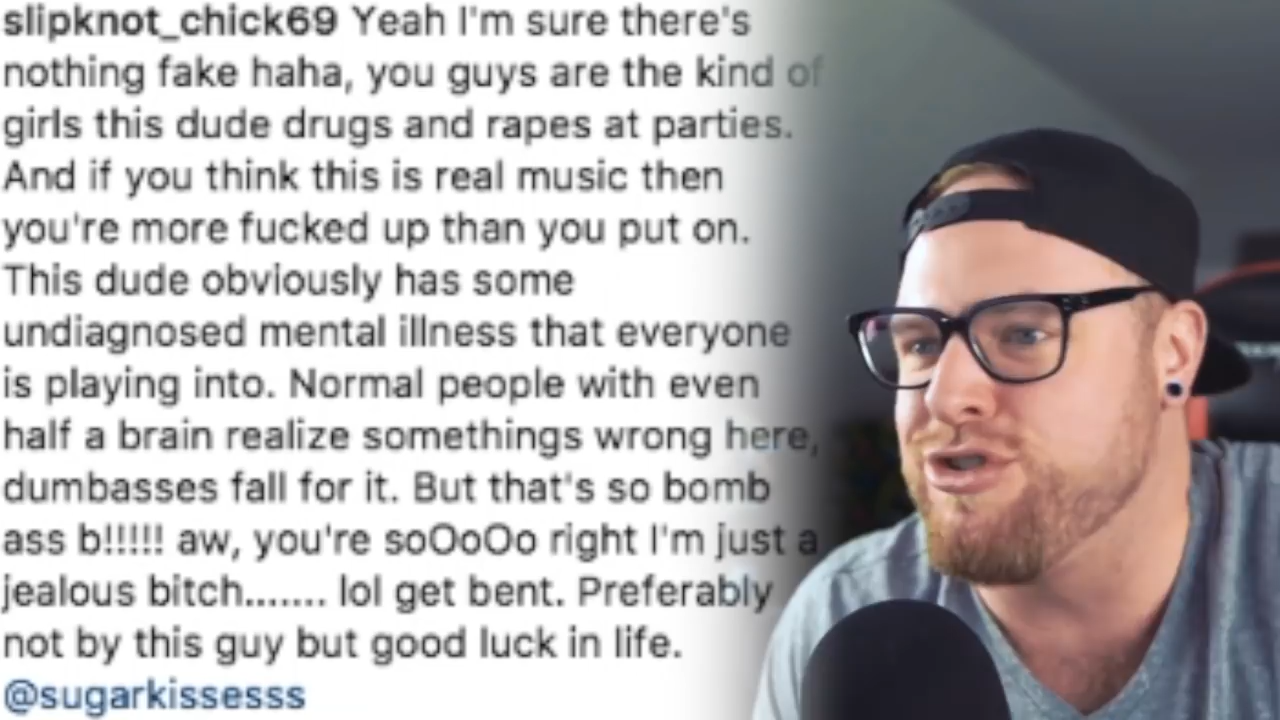 slipknot_chick69 Yeah I'm sure there's
nothing fake haha, you guys are the kind of
girls this dude drugs and rapes at parties.
And if you think this is real music then
you're more fucked up than you put on.
This dude obviously has some
undiagnosed mental illness that everyone
is playing into. Normal people with even
half a brain realize somethings wrong here,
dumbasses fall for it. But that's so bomb
ass b!!!!! aw, you're soOoOo right I'm just a
jealous bitch....... lol get bent. Preferably
not by this guy but good luck in life.
@sugarkissesss